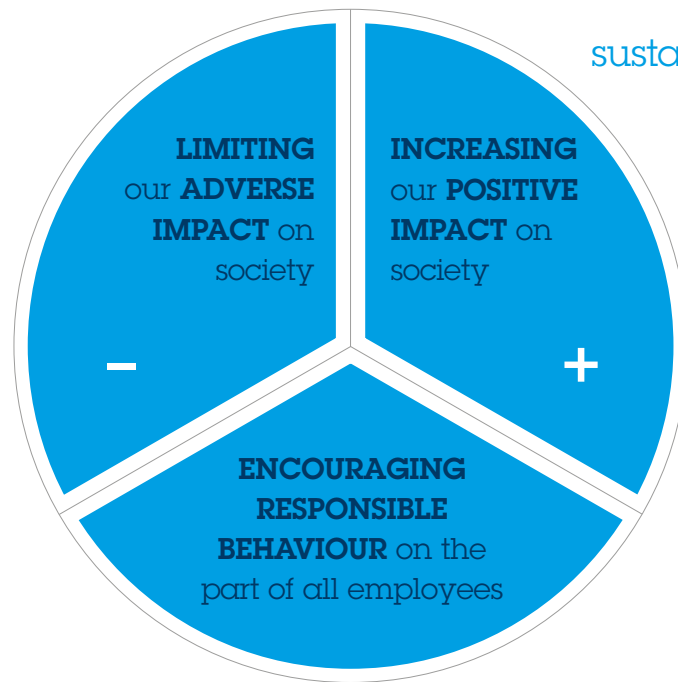 LIMITING
our ADVERSE
IMPACT on
society
INCREASING
our POSITIVE
IMPACT on
society
–
+
ENCOURAGING
RESPONSIBLE
BEHAVIOUR on the
part of all employees